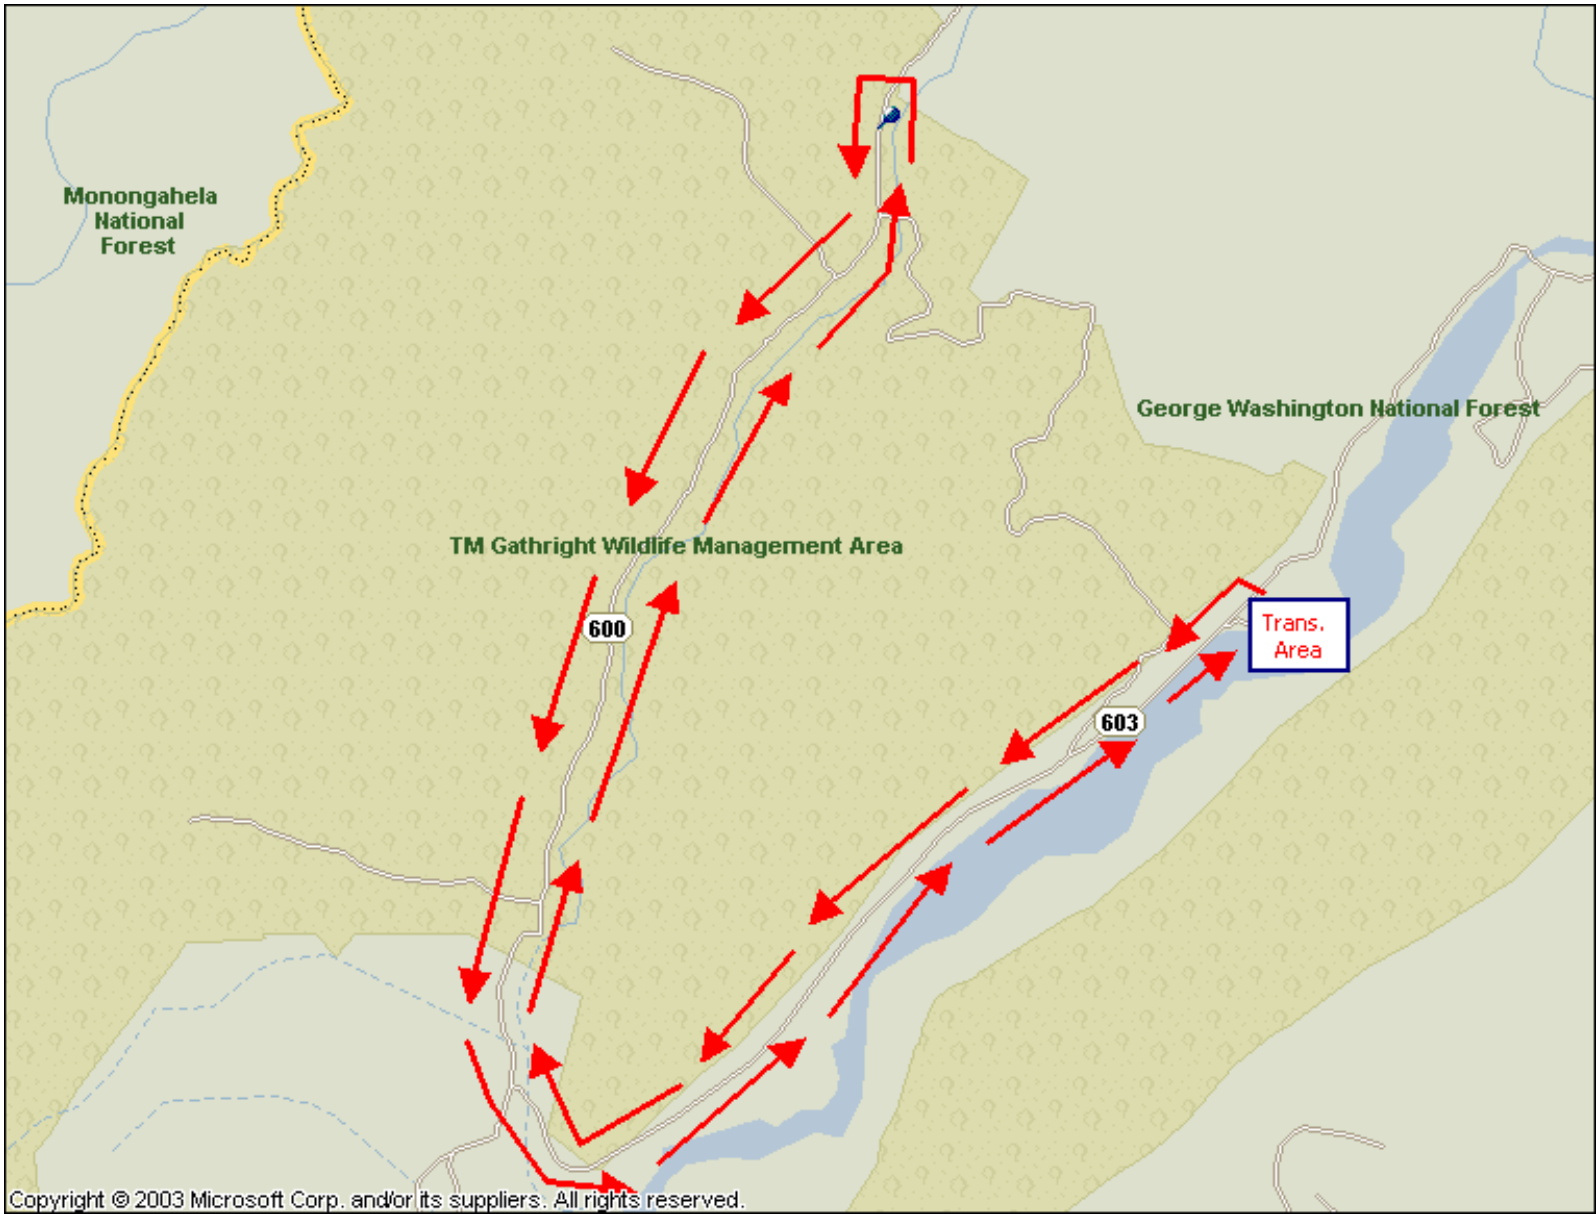 Monongahela
National
Forest
George Washington National Forest
TM Gathright Wildlife Management Area
600
Trans.
Area
603
Copyright © 2003 Microsoft Corp. and/or its suppliers. All rights reserved.